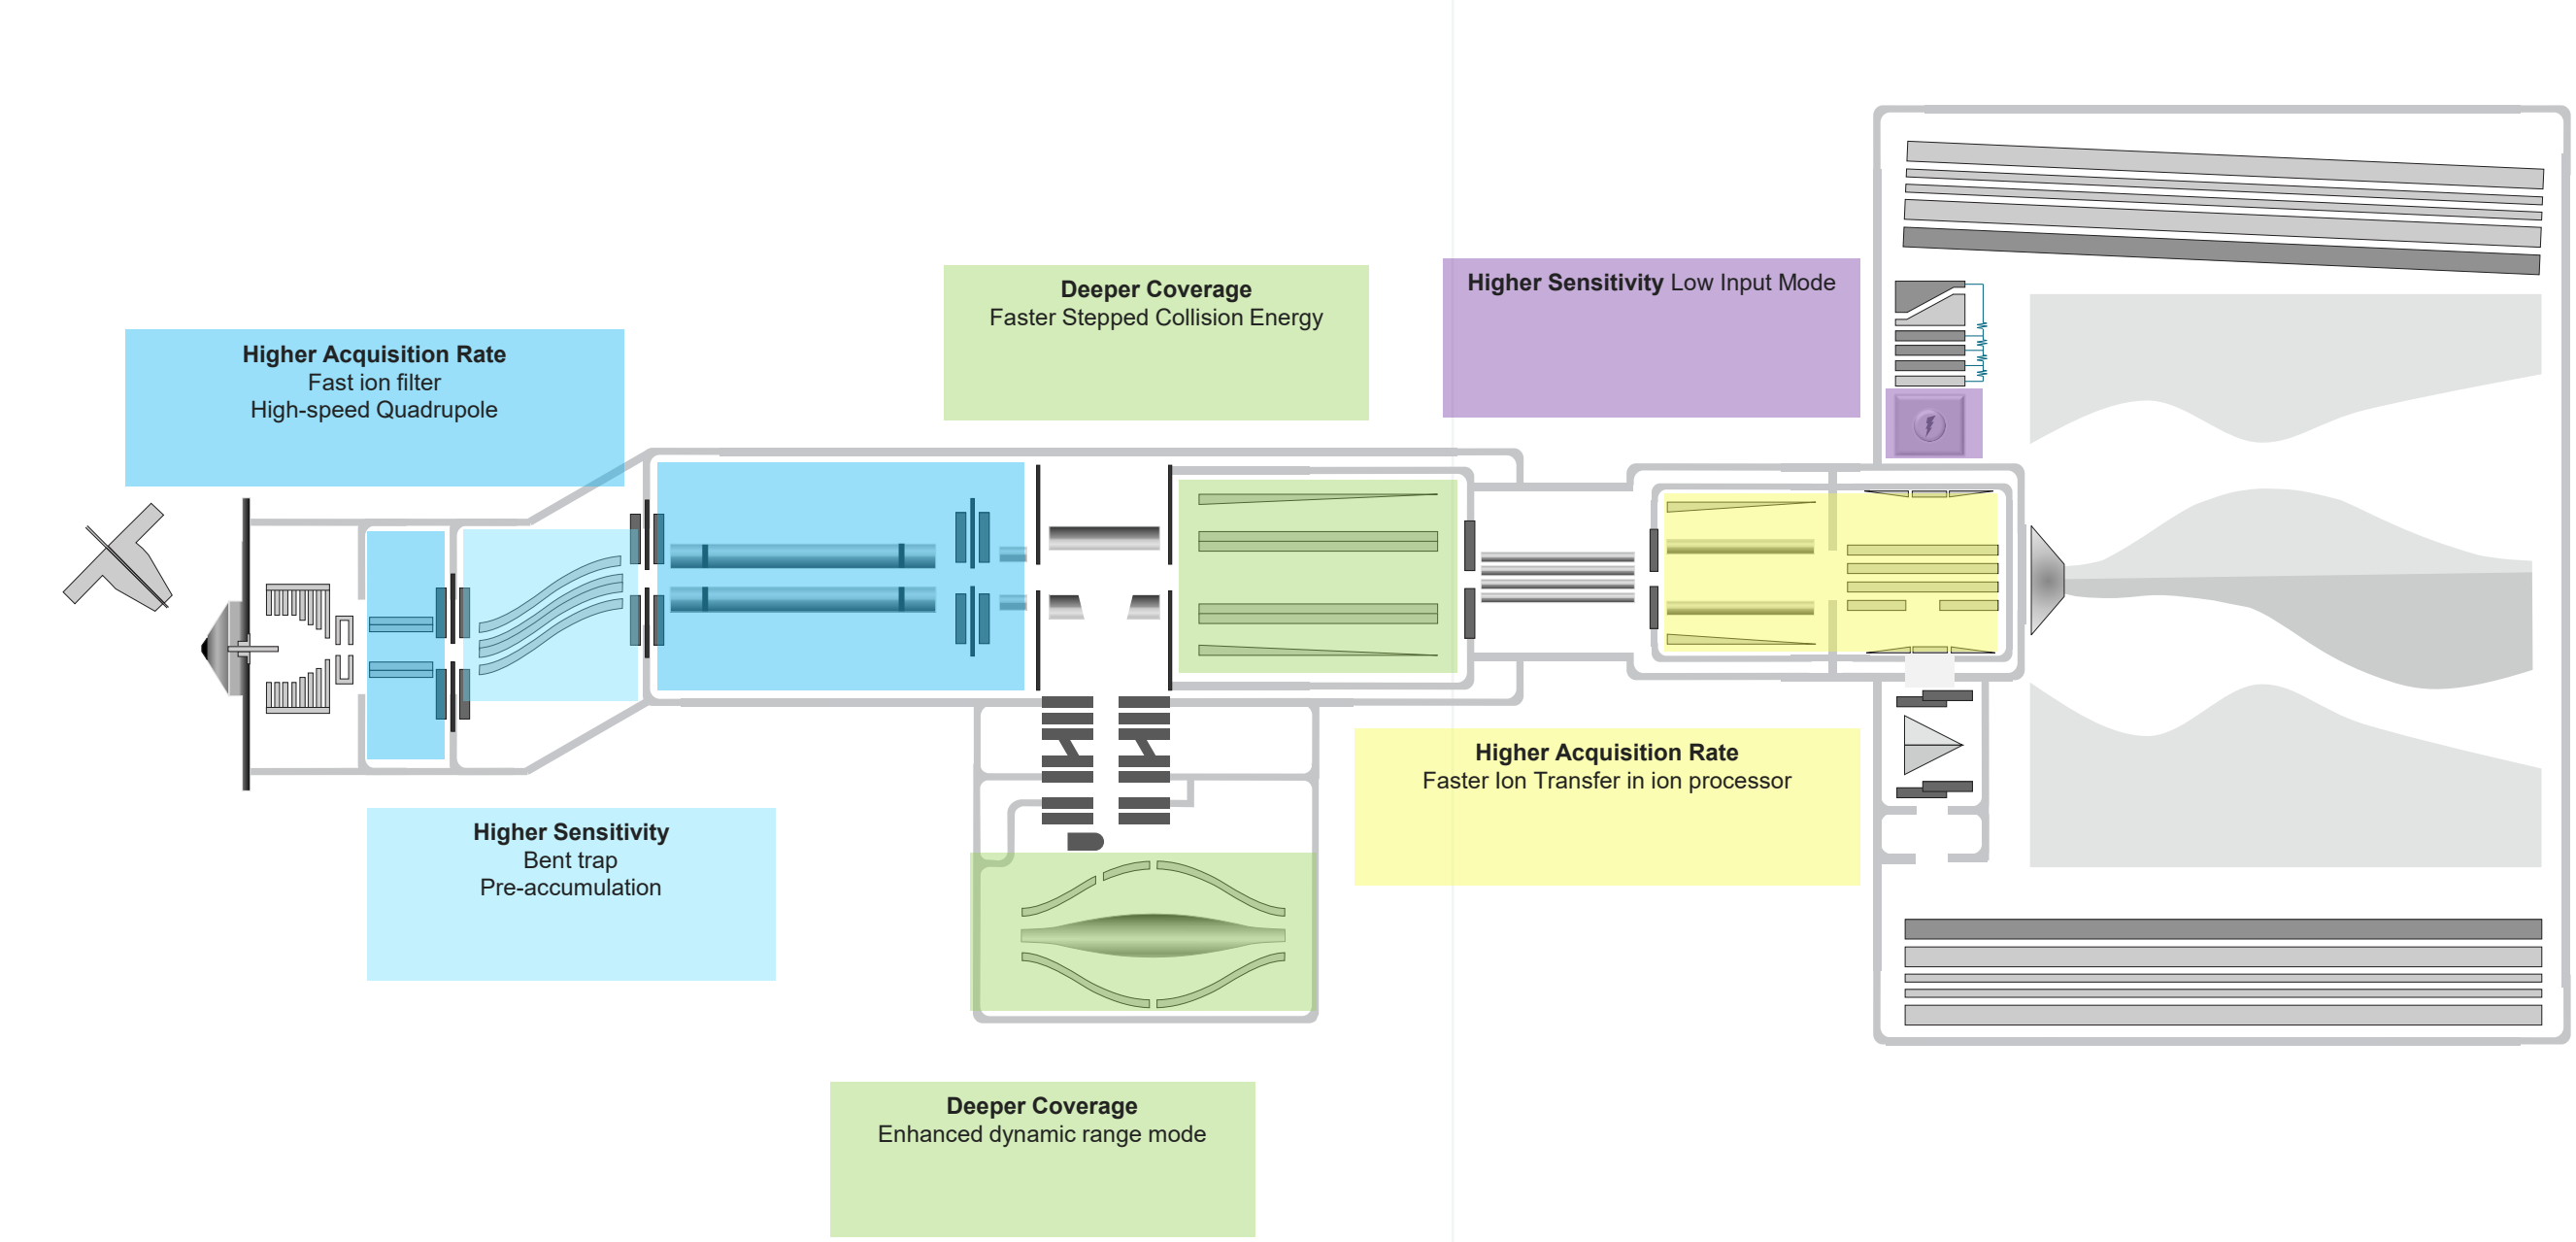 Higher Acquisition Rate
Fast ion filter
High-speed Quadrupole
Deeper Coverage
Faster Stepped Collision Energy
Higher Sensitivity Low Input Mode
Higher Sensitivity
Bent trap
Pre-accumulation
Higher Acquisition Rate
Faster Ion Transfer in ion processor
Deeper Coverage
Enhanced dynamic range mode